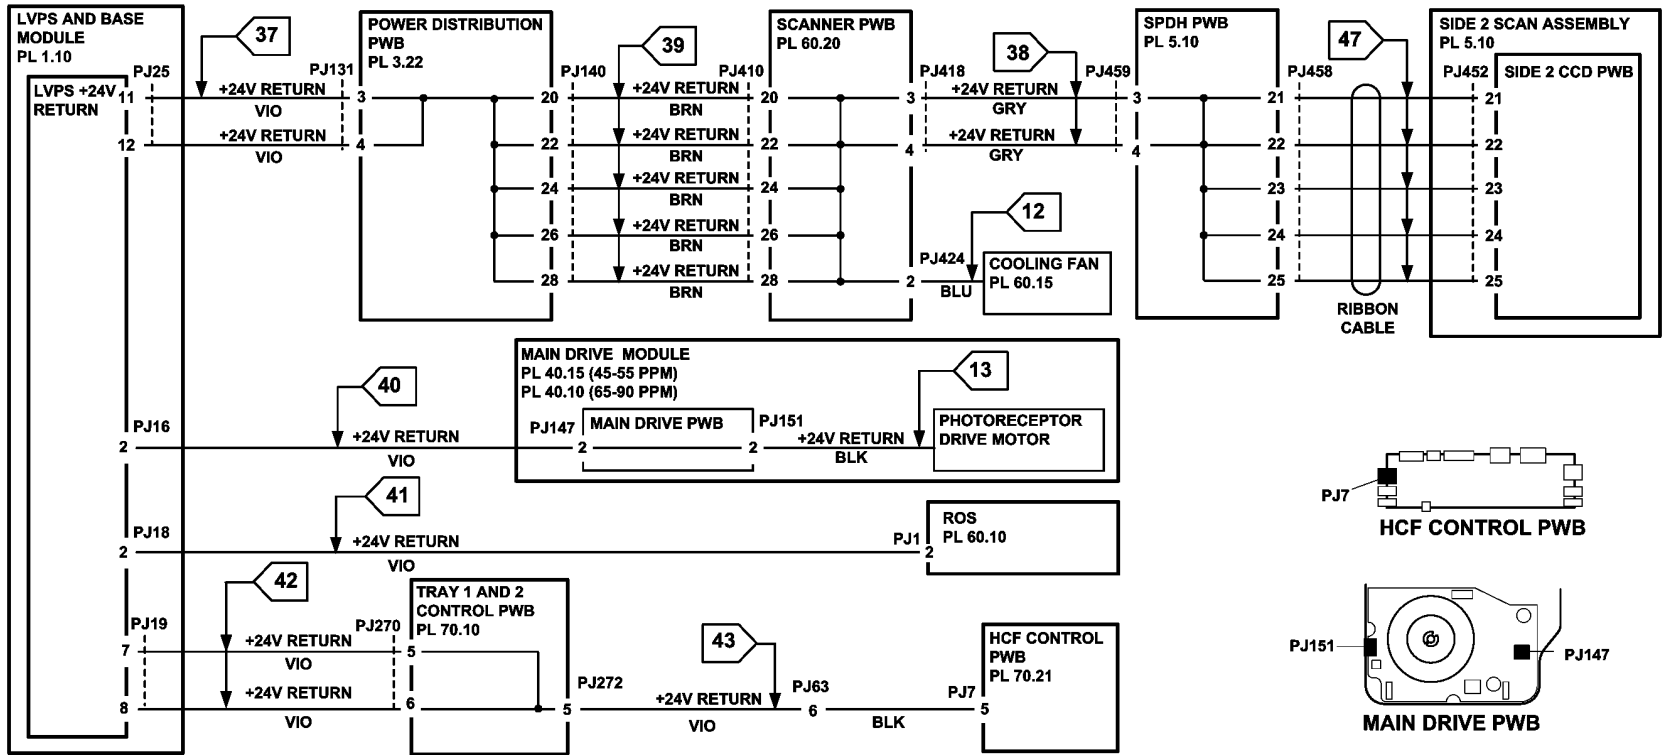 LVPS AND BASE
MODULE
PL 1.10
LVPS +24V
RETURN
11
12
PJ25
37
+24V RETURN
VIO
+24V RETURN
VIO
PJ131
3
4
POWER DISTRIBUTION
PWB
PL 3.22
20
22
24
26
28
PJ140
39
+24V RETURN
BRN
+24V RETURN
BRN
+24V RETURN
BRN
+24V RETURN
BRN
+24V RETURN
BRN
PJ410
20
22
24
26
28
SCANNER PWB
PL 60.20
3
4
2
PJ418
38
+24V RETURN
GRY
+24V RETURN
GRY
PJ459
3
4
12
PJ424
BLU
COOLING FAN
PL 60.15
SPDH PWB
PL 5.10
21
22
23
24
25
PJ458
47
RIBBON
CABLE
PJ452
SIDE 2 SCAN ASSEMBLY
PL 5.10
SIDE 2 CCD PWB
21
22
23
24
25
MAIN DRIVE MODULE
PL 40.15 (45-55 PPM)
PL 40.10 (65-90 PPM)
40
PJ16
2
+24V RETURN
VIO
PJ147
2
MAIN DRIVE PWB
2
PJ151
13
+24V RETURN
BLK
PHOTORECEPTOR
DRIVE MOTOR
41
PJ18
2
+24V RETURN
VIO
PJ1
2
ROS
PL 60.10
42
PJ19
7
8
+24V RETURN
VIO
+24V RETURN
VIO
PJ270
5
6
TRAY 1 AND 2
CONTROL PWB
PL 70.10
5
PJ272
43
+24V RETURN
VIO
PJ63
6
BLK
PJ7
5
HCF CONTROL
PWB
PL 70.21
PJ7
HCF CONTROL PWB
PJ151
PJ147
MAIN DRIVE PWB